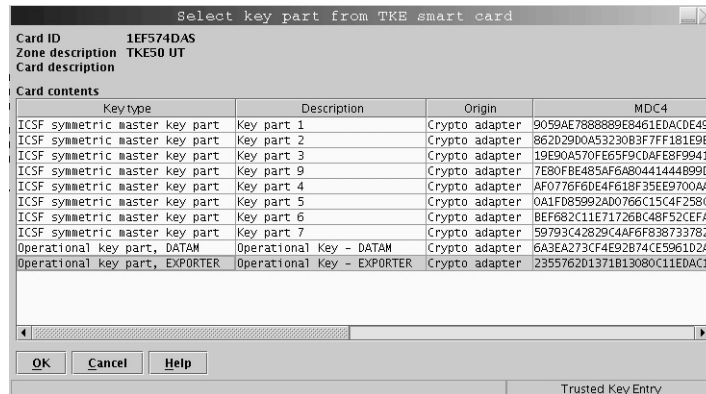 Select key part from TKE smart card
Card ID 1EF574DAS
Zone description TKE50 UT
Card description
Card contents
Key type Description Origin MDC4
ICSF symmetric master key part Key part 1 Crypto adapter 9059AE7888889E8461EDACDE49
ICSF symmetric master key part Key part 2 Crypto adapter 862D29D0A53230B3F7FF181E9E
ICSF symmetric master key part Key part 3 Crypto adapter 19E90A570FE65F9CDAFE8F9941
ICSF symmetric master key part Key part 9 Crypto adapter 7E80FBE485AF6A80441444B99D
ICSF symmetric master key part Key part 4 Crypto adapter AF0776F6DE4F618F35EE9700AA
ICSF symmetric master key part Key part 5 Crypto adapter 0A1FD85992AD0766C15C4F258C
ICSF symmetric master key part Key part 6 Crypto adapter BEF682C11E71726BC48F52CEFA
ICSF symmetric master key part Key part 7 Crypto adapter 59793C42829C4AF6F838733782
Operational key part, DATAM Operational Key - DATAM Crypto adapter 6A3EA273CF4E92B74CE5961D2A
Operational key part, EXPORTER Operational Key - EXPORTER Crypto adapter 2355762D1371B13080C11EDAC1
OK Cancel Help
Trusted Key Entry